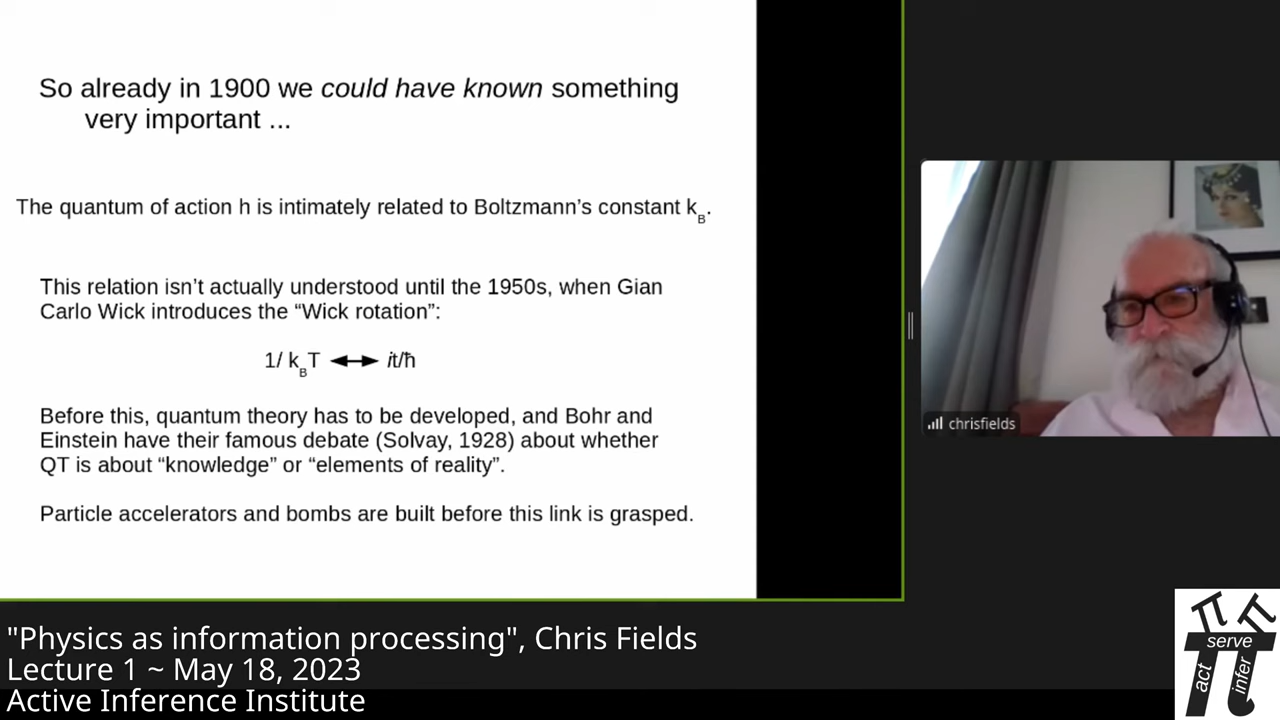 So already in 1900 we could have known something
very important ...
The quantum of action h is intimately related to Boltzmann’s constant kB.
This relation isn’t actually understood until the 1950s, when Gian
Carlo Wick introduces the “Wick rotation”:
1/ kBT ◄─► it/ħ
Before this, quantum theory has to be developed, and Bohr and
Einstein have their famous debate (Solvay, 1928) about whether
QT is about “knowledge” or “elements of reality”.
Particle accelerators and bombs are built before this link is grasped.
chrisfields
"Physics as information processing", Chris Fields
Lecture 1 ~ May 18, 2023
Active Inference Institute
serve
act
infer